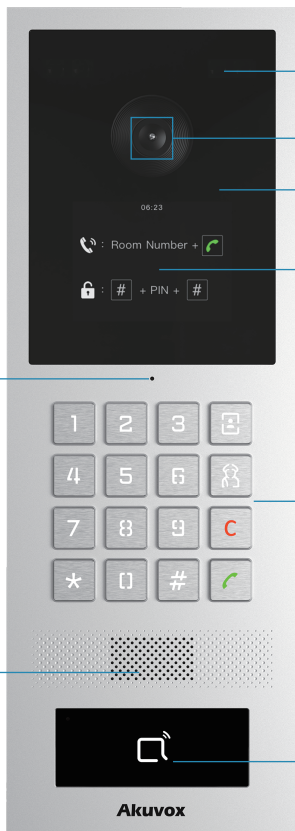 06:23
: Room Number +
: # + PIN + #
1 2 3
4 5 6
7 8 9 C
* 0 #
Akuvox